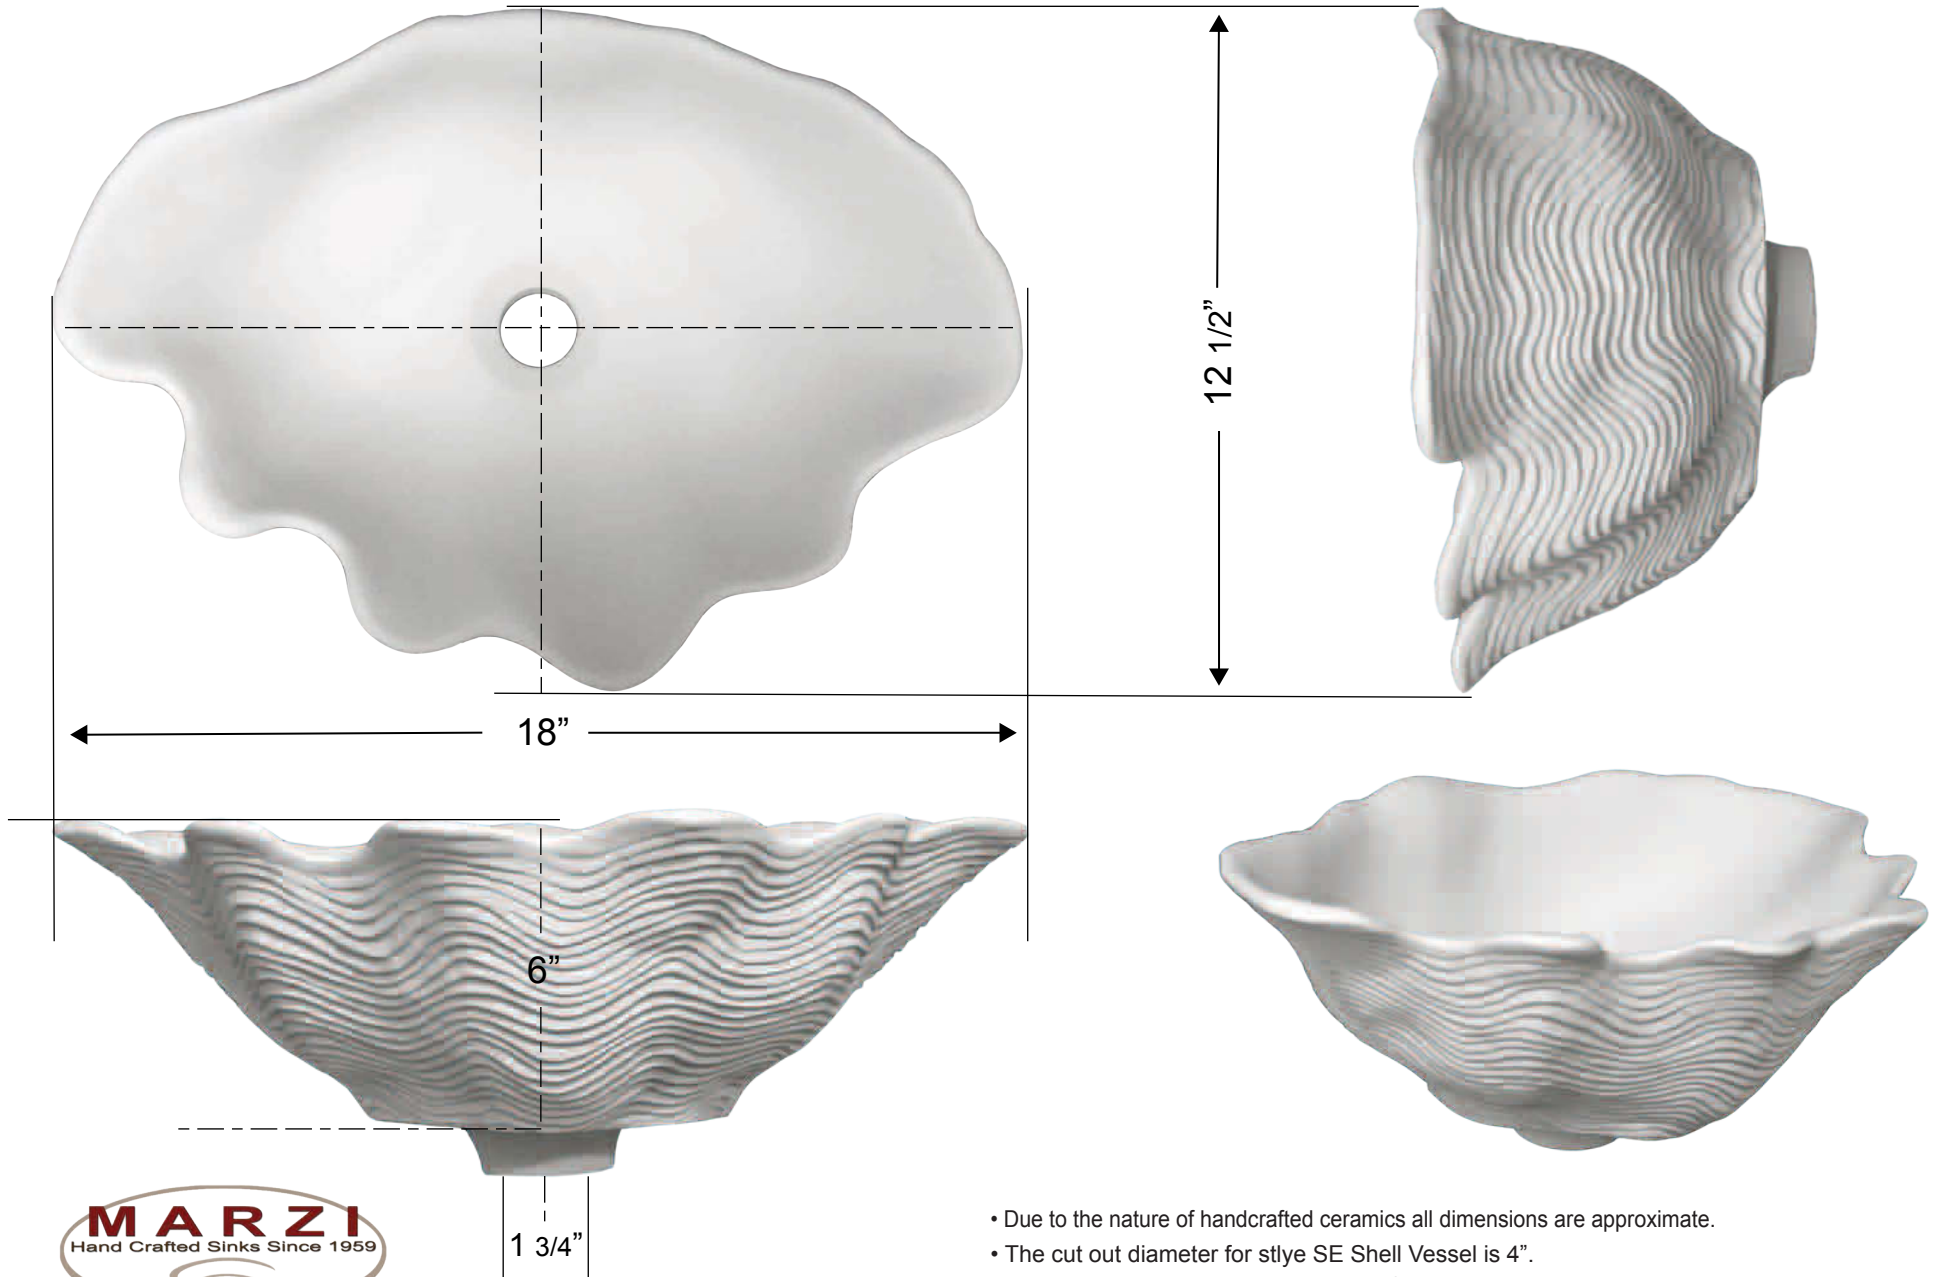 12 1/2”
18”
6”
1 3/4”
MARZI
Hand Crafted Sinks Since 1959
• Due to the nature of handcrafted ceramics all dimensions are approximate.
• The cut out diameter for stlye SE Shell Vessel is 4”.